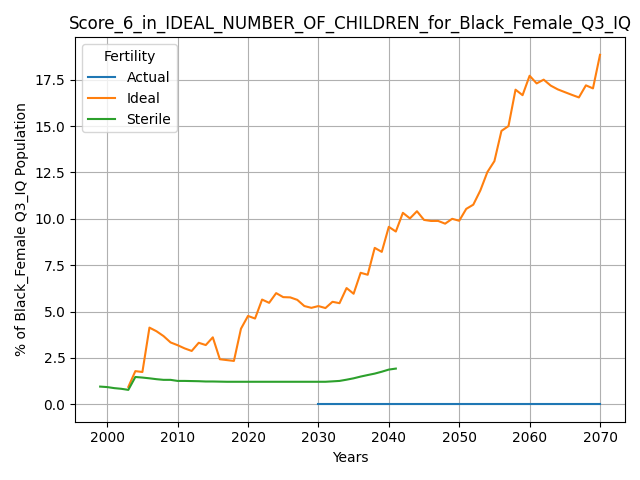 Score_6_in_IDEAL_NUMBER_OF_CHILDREN_for_Black_Female_Q3_IQ
Fertility
Actual
Ideal
Sterile
% of Black_Female Q3_IQ Population
17.5
15.0
12.5
10.0
7.5
5.0
2.5
0.0
2000 2010 2020 2030 2040 2050 2060 2070
Years